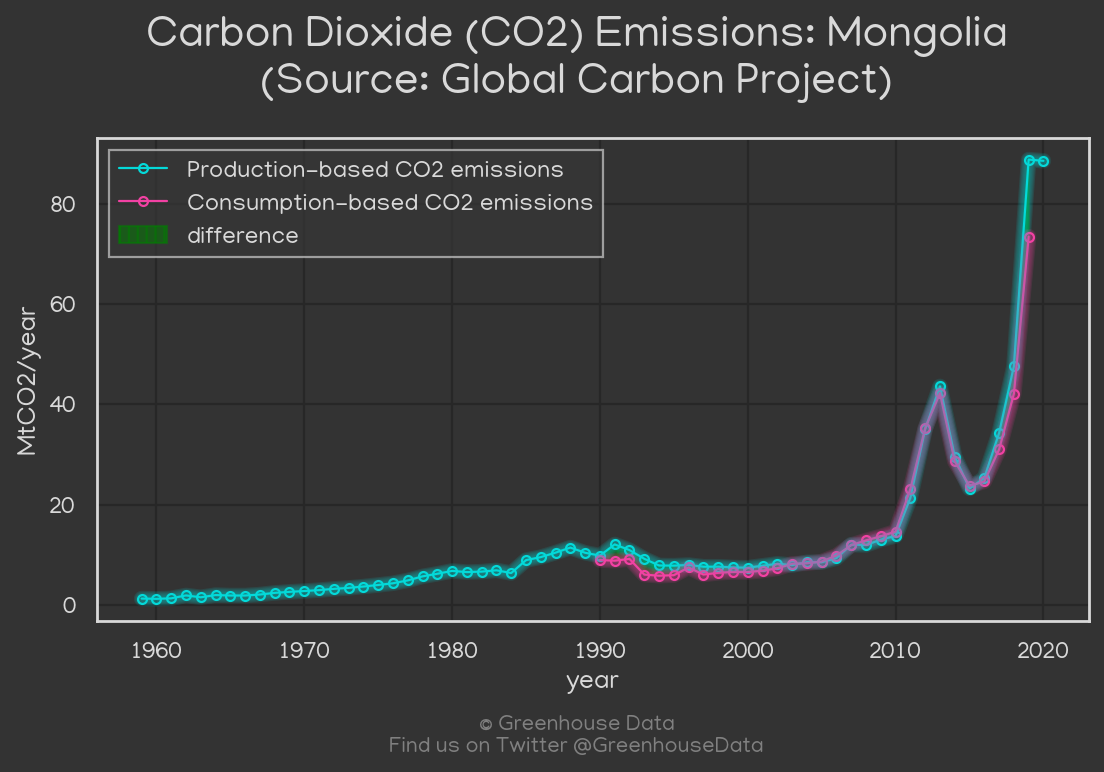 Carbon Dioxide (CO2) Emissions: Mongolia
(Source: Global Carbon Project)
Production-based CO2 emissions
Consumption-based CO2 emissions
difference
MtCO2/year
80
60
40
20
0
1960 1970 1980 1990 2000 2010 2020
year
© Greenhouse Data
Find us on Twitter @GreenhouseData